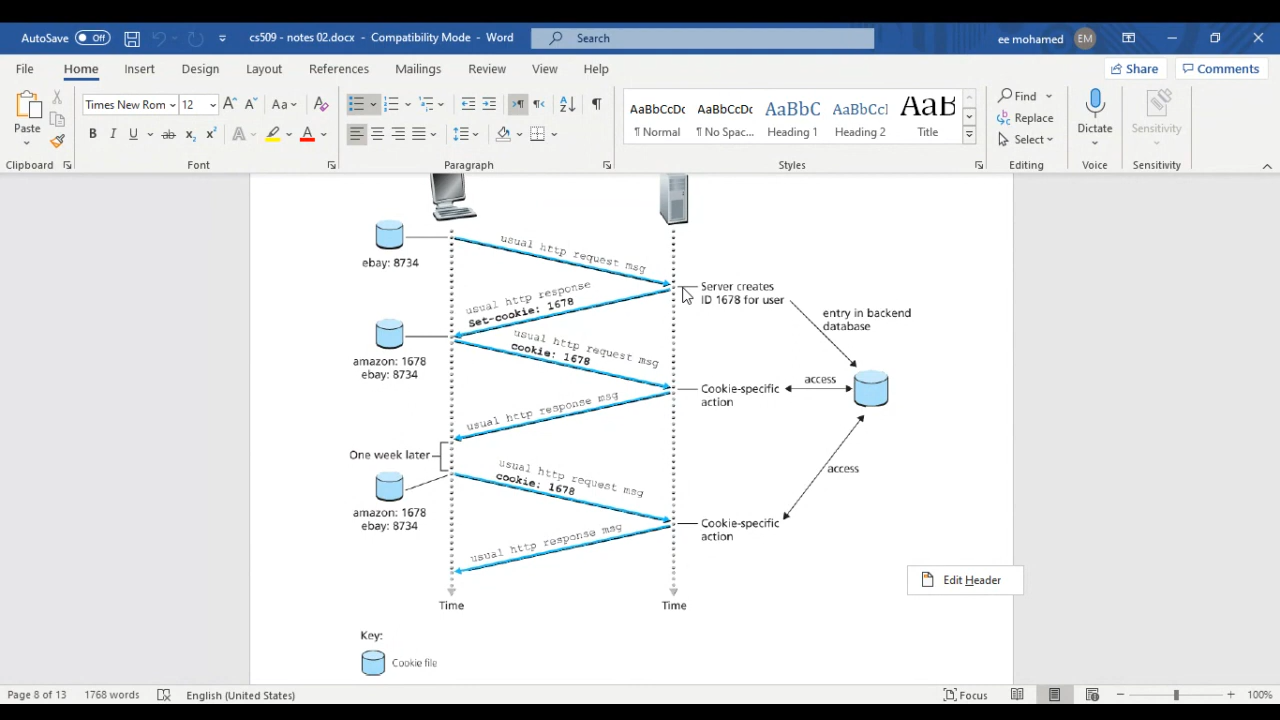 AutoSave Off cs509 - notes 02.docx - Compatibility Mode - Word Search ee mohamed EM
File Home Insert Design Layout References Mailings Review View Help Share Comments
Times New Rom 12 A A Aa A
Paste
B I U ab x₂ x² A A
AaBbCcDc AaBbCcDc AaBbC AaBbCcI AaB
¶ Normal ¶ No Spac... Heading 1 Heading 2 Title
Find
Replace
Select
Dictate
Sensitivity
Clipboard Font Paragraph Styles Editing Voice Sensitivity
usual http request msg
ebay: 8734
Server creates
ID 1678 for user
usual http response
Set-cookie: 1678
entry in backend
database
amazon: 1678
ebay: 8734
usual http request msg
cookie: 1678
access
Cookie-specific
action
usual http response msg
One week later
usual http request msg
cookie: 1678
access
amazon: 1678
ebay: 8734
Cookie-specific
action
usual http response msg
Edit Header
Time Time
Key:
Cookie file
Page 8 of 13 1768 words English (United States) Focus 100%